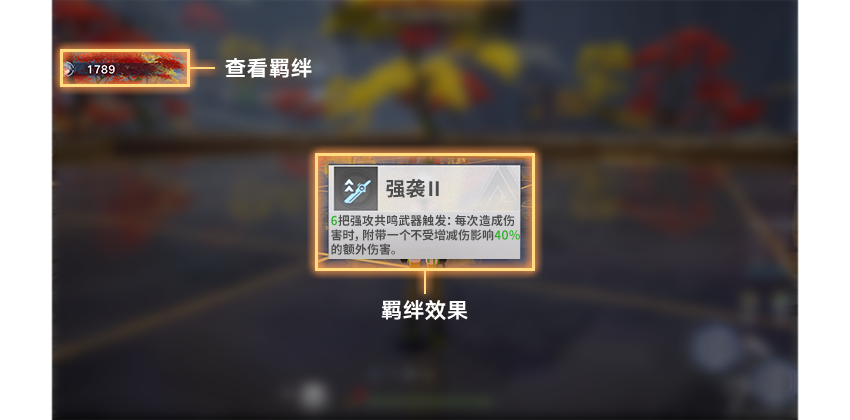 1789
查看羁绊
强袭II
6把强攻共鸣武器触发：每次造成伤
害时，附带一个不受增减伤影响40%
的额外伤害。
羁绊效果